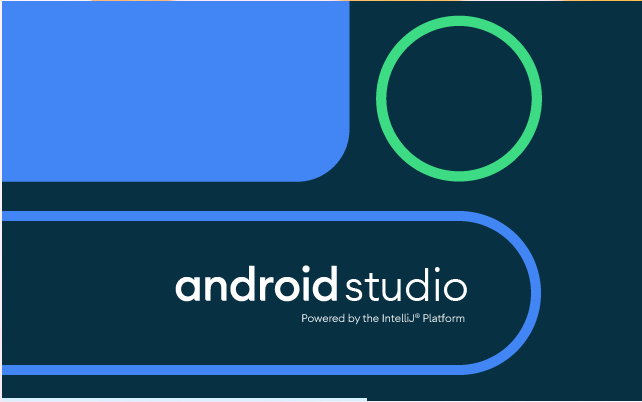 android studio
Powered by the IntelliJ® Platform